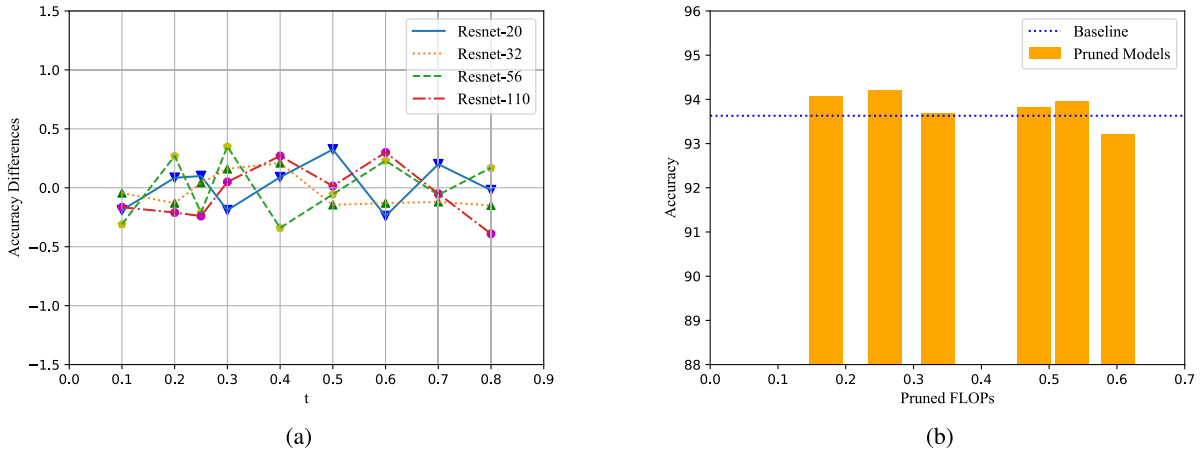 1.5
1.0
0.5
0.0
−0.5
−1.0
−1.5
Accuracy Differences
0.0 0.1 0.2 0.3 0.4 0.5 0.6 0.7 0.8 0.9
t
Resnet-20
Resnet-32
Resnet-56
Resnet-110
(a)
96
95
94
93
92
91
90
89
88
Accuracy
0.0 0.1 0.2 0.3 0.4 0.5 0.6 0.7
Pruned FLOPs
Baseline
Pruned Models
(b)